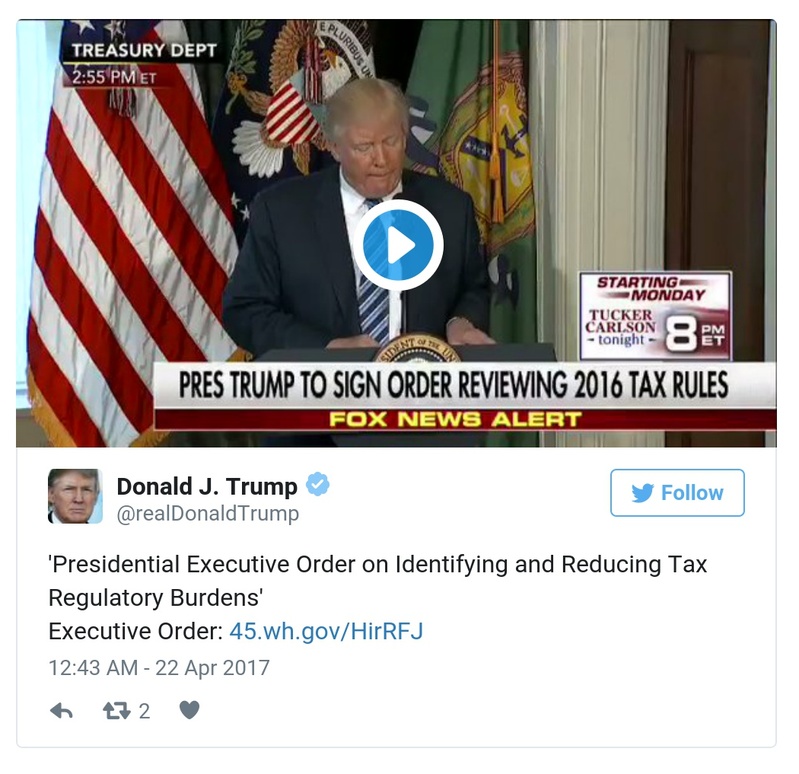 TREASURY DEPT
2:55 PM ET
E PLURIBUS
STARTING
MONDAY
TUCKER
CARLSON
tonight
8 PM ET
PRES TRUMP TO SIGN ORDER REVIEWING 2016 TAX RULES
FOX NEWS ALERT
Donald J. Trump
@realDonaldTrump
Follow
'Presidential Executive Order on Identifying and Reducing Tax
Regulatory Burdens'
Executive Order: 45.wh.gov/HirRFJ
12:43 AM - 22 Apr 2017
2